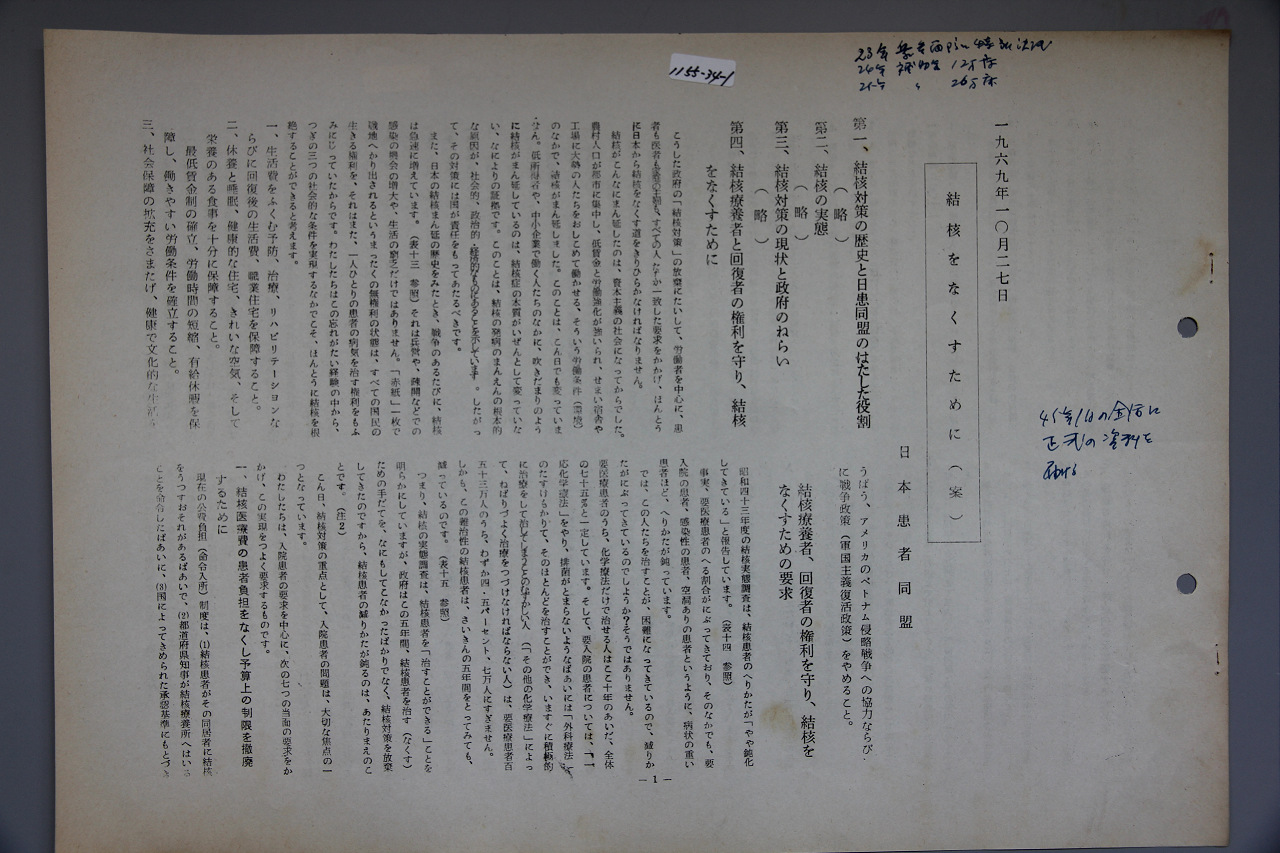 1155-34-1
一九六九年一〇月二七日
結核をなくすために（案）
日本患者同盟
第一、結核対策の歴史と日患同盟のはたした役割
（略）
第二、結核の実態
（略）
第三、結核対策の現状と政府のねらい
（略）
第四、結核療養者と回復者の権利を守り、結核
をなくすために
こうした政府の「結核対策」の放棄にたいして、労働者を中心に、患
者も医者も家庭の主婦も、すべての人たちが一致した要求をかかげ、ほんとう
に日本から結核をなくす道をきりひらかなければなりません。
結核がこんなにまん延したのは、資本主義の社会になってからでした。
農村人口が都市に集中し、低賃金と労働強化が強いられ、せまい宿舎や
工場に大勢の人たちをおしこめて働かせる、そういう労働条件（環境）
のなかで、結核がまん延しました。このことは、こん日でも変っていま
せん。低所得者や、中小企業で働く人たちのなかに、吹きだまりのよう
に結核がまん延しているのは、結核症の本質がいぜんとして変っていな
い、なによりの証拠です。このことは、結核の発病のまんえんの根本的
な原因が、社会的、政治的・経済的なものにあることを示しています。したがっ
て、その対策には国が責任をもってあたるべきです。
また、日本の結核まん延の歴史をみたとき、戦争のあるたびに、結核
は急速に増えています。（表十三　参照）それは兵営や、疎開などでの
感染の場合の増大や、生活の窮乏だけではありません。「赤紙」一枚で
戦地へかり出されるというまったくの無権利の状態は、すべての国民の
生きる権利を、それはまた、一人ひとりの患者の病気を治す権利をもふ
みにじっていたからです。わたしたちはこの忘れがたい経験の中から、
つぎの三つの社会的な条件を実現するなかでこそ、ほんとうに結核を根
絶することができると考えます。
一、生活費をふくむ予防、治療、リハビリテーションな
らびに回復後の生活費、職業住宅を保障すること。
二、休養と睡眠、健康的な住宅、きれいな空気、そして
栄養のある食事を十分に保障すること。
最低賃金制の確立、労働時間の短縮、有給休暇を保
障し、働きやすい労働条件を確立すること。
三、社会保障の拡充をさまたげ、健康で文化的な生活を
うばう、アメリカのベトナム侵略戦争への協力ならび
に戦争政策（軍国主義復活政策）をやめること。
結核療養者、回復者の権利を守り、結核を
なくすための要求
昭和四十三年度の結核実態調査は、結核患者のへりかたが「やや鈍化
してきている」と報告しています。（表十四　参照）
事実、要医療患者のへる割合がにぶってきており、そのなかでも、要
入院の患者、感染性の患者、空洞ありの患者というように、病状の重い
患者ほど、へりかたが鈍っています。
では、この人たちを治すことが、困難になってきているので、減りか
たがにぶってきているのでしようか？そうではありません。
要医療患者のうち、化学療法だけで治せる人はここ十年のあいだ、全体
の七十五％と一定しています。そして、要入院の患者については、「一
応化学療法」をやり、排菌がとまらないようなばあいには「外科療法」
のたすけもかりて、そのほとんどを治すことができ、いますぐに積極的
に治療をして治してしまうことのむずかしい人（「その他の化学療法」によっ
て、ねばりづよく治療をつづけなければならない人）は、要医療患者百
五十三万人のうち、わずか四・五パーセント、七万人にすぎません。
しかも、この難治性の結核患者は、さいきんの五年間をとってみても、
減っているのです。（表十五　参照）
つまり、結核の実態調査は、結核患者を「治すことができる」ことを
明らかにしていますが、政府はこの五年間、結核患者を治す（なくす）
ための手だてを、なにもしてこなかったばかりでなく、結核対策を放棄
してきたのですから、結核患者の減りかたが鈍るのは、あたりまえのこ
とです。（注２）
こん日、結核対策の重点として、入院患者の問題は、大切な焦点の一
つとなっています。
わたしたちは、入院患者の要求を中心に、次の七つの当面の要求をか
かげ、この実現をつよく要求するものです。
一、結核医療費の患者負担をなくし予算上の制限を撤廃
するために
現在の公費負担（命令入所）制度は、(1)結核患者がその同居者に結核
をうつすおそれがあるばあいで、(2)都道府県知事が結核療養所へはいる
ことを命令したばあいに、(3)国によってきめられた承認基準にもとづき
－1－